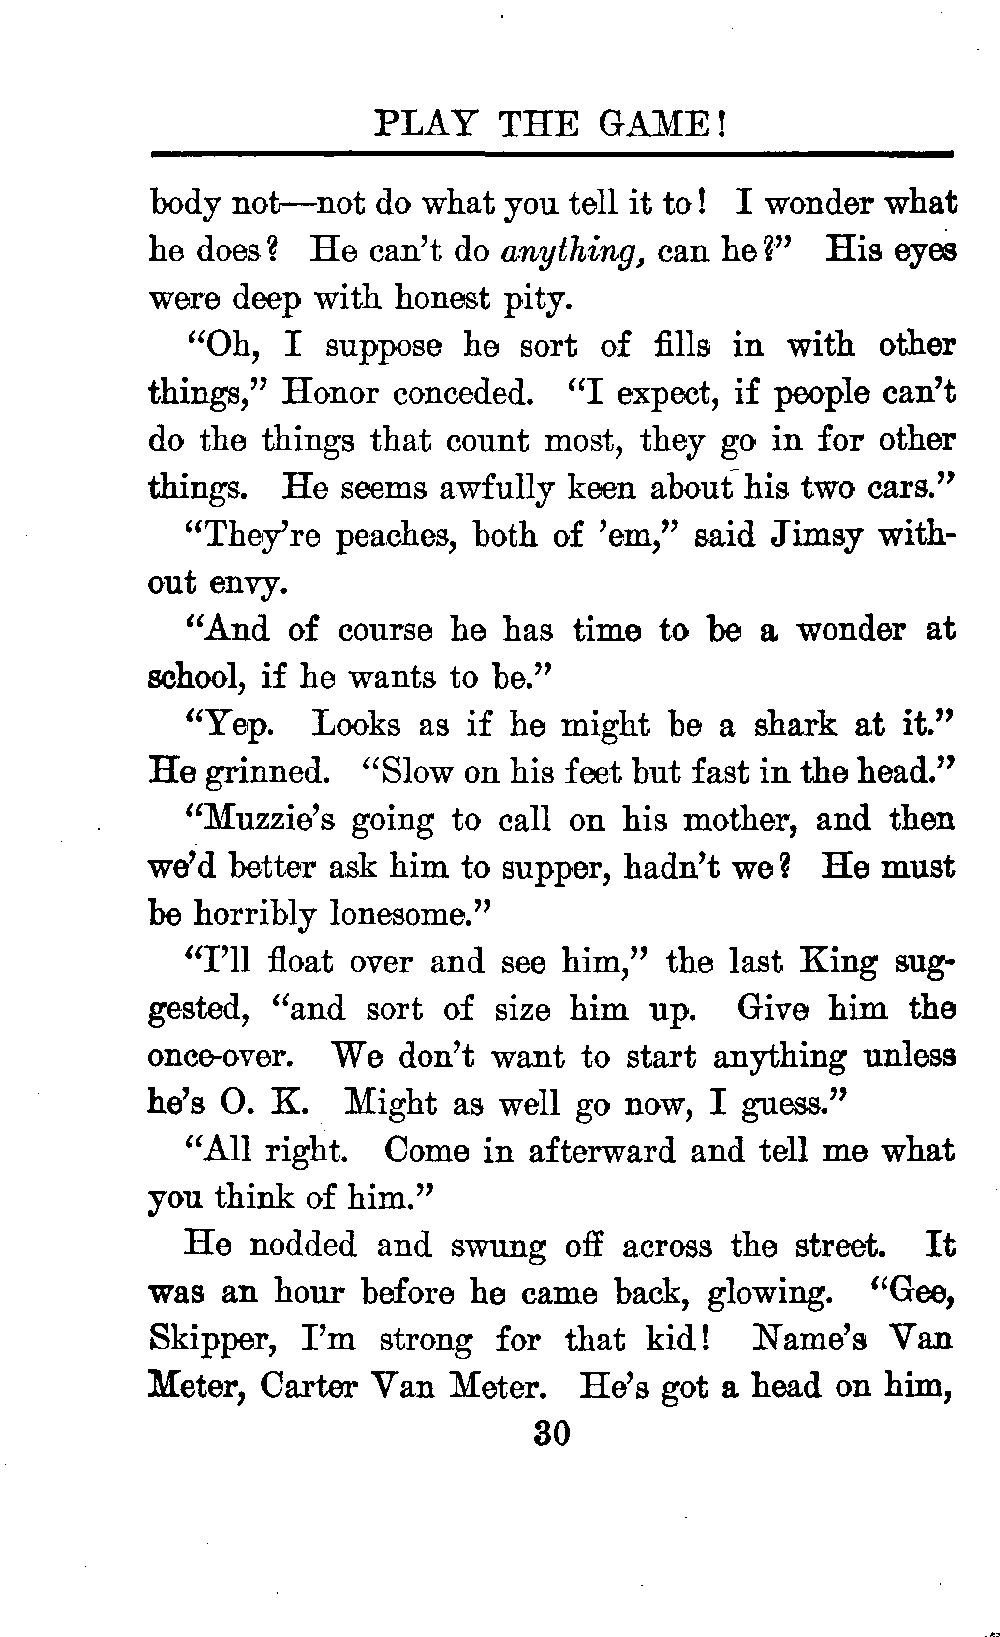 PLAY THE GAME!
body not—not do what you tell it to! I wonder what
he does? He can't do anything, can he?" His eyes
were deep with honest pity.
"Oh, I suppose he sort of fills in with other
things," Honor conceded. "I expect, if people can't
do the things that count most, they go in for other
things. He seems awfully keen about his two cars."
"They're peaches, both of 'em," said Jimsy with-
out envy.
"And of course he has time to be a wonder at
school, if he wants to be."
"Yep. Looks as if he might be a shark at it."
He grinned. "Slow on his feet but fast in the head."
"Muzzie's going to call on his mother, and then
we'd better ask him to supper, hadn't we? He must
be horribly lonesome."
"I'll float over and see him," the last King sug-
gested, "and sort of size him up. Give him the
once-over. We don't want to start anything unless
he's O. K. Might as well go now, I guess."
"All right. Come in afterward and tell me what
you think of him."
He nodded and swung off across the street. It
was an hour before he came back, glowing. "Gee,
Skipper, I'm strong for that kid! Name's Van
Meter, Carter Van Meter. He's got a head on him,
30